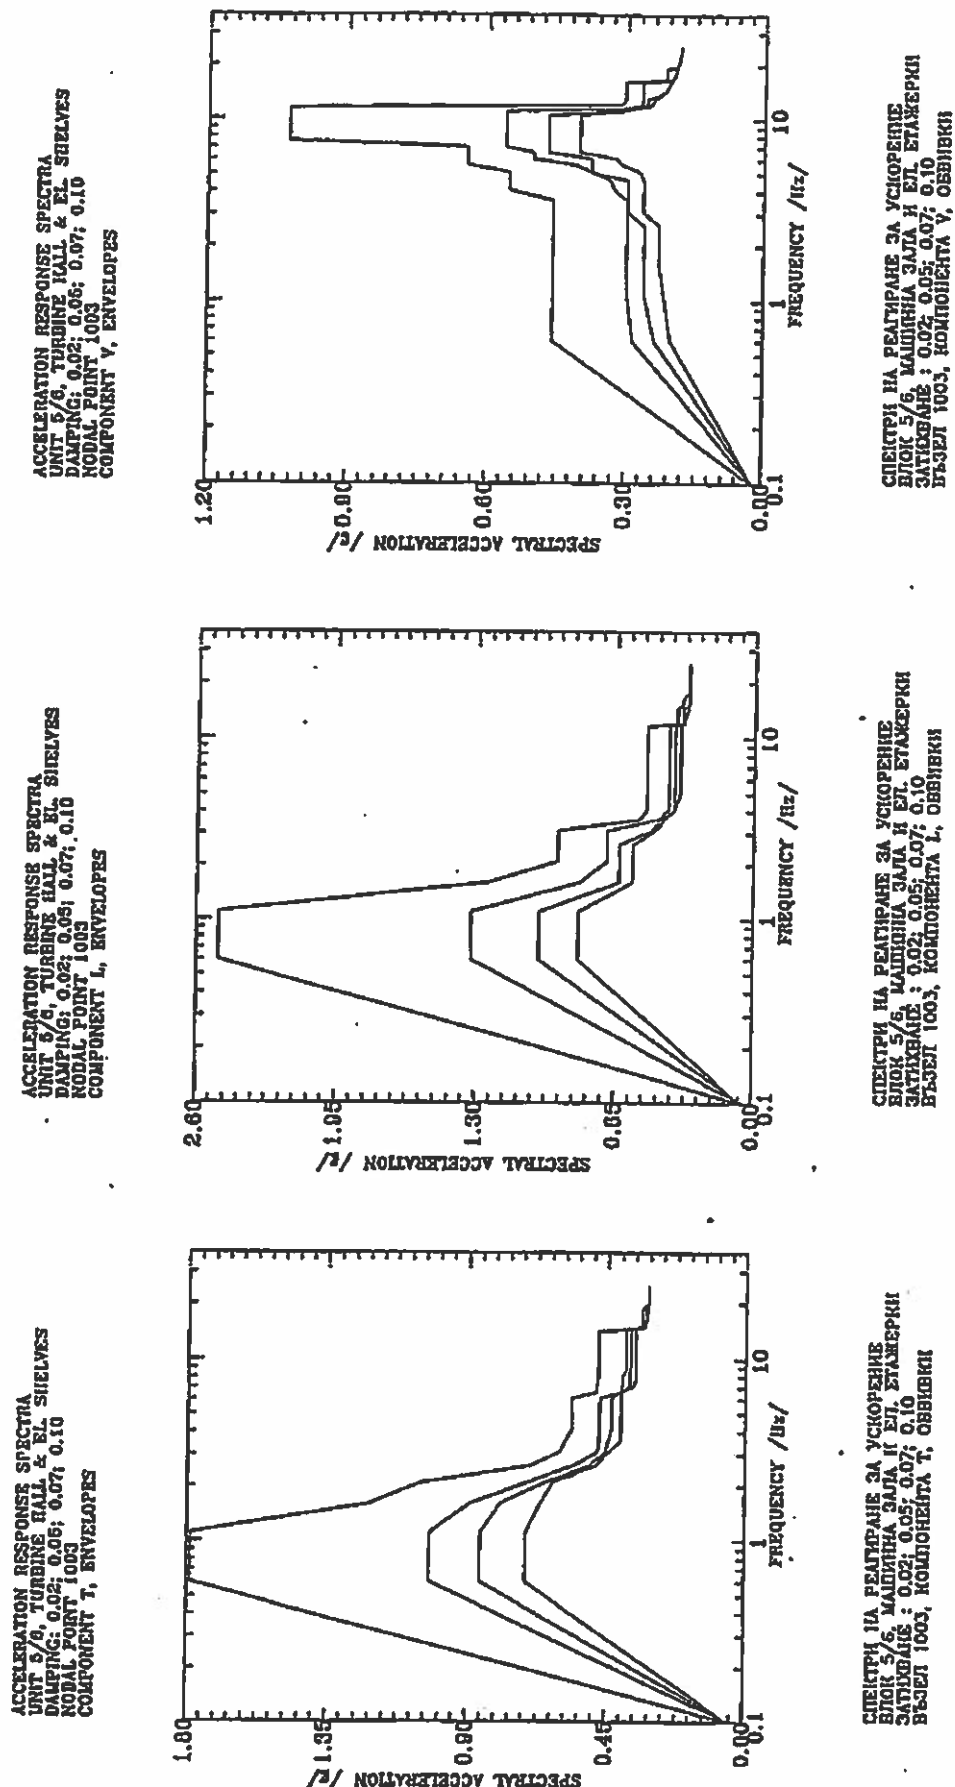 ACCELERATION RESPONSE SPECTRA
UNIT 5/6, TURBINE HALL & EL. SHELVES
DAMPING: 0.02; 0.05; 0.07; 0.10
NODAL POINT 1003
COMPONENT T, ENVELOPES
SPECTRAL ACCELERATION /g/
1.80
1.35
0.90
0.45
0.00
0.1
1
10
FREQUENCY /Hz/
СПЕКТРИ НА РЕАГИРАНЕ ЗА УСКОРЕНИЕ
БЛОК 5/6, МАШИННА ЗАЛА И ЕЛ. ЕТАЖЕРКИ
ЗАТИХВАНЕ : 0.02; 0.05; 0.07; 0.10
ВЪЗЕЛ 1003, КОМПОНЕНТА T, ОБВИВКИ
ACCELERATION RESPONSE SPECTRA
UNIT 5/6, TURBINE HALL & EL. SHELVES
DAMPING: 0.02; 0.05; 0.07; 0.10
NODAL POINT 1003
COMPONENT L, ENVELOPES
SPECTRAL ACCELERATION /g/
2.60
1.95
1.30
0.65
0.00
0.1
1
10
FREQUENCY /Hz/
СПЕКТРИ НА РЕАГИРАНЕ ЗА УСКОРЕНИЕ
БЛОК 5/6, МАШИННА ЗАЛА И ЕЛ. ЕТАЖЕРКИ
ЗАТИХВАНЕ : 0.02; 0.05; 0.07; 0.10
ВЪЗЕЛ 1003, КОМПОНЕНТА L, ОБВИВКИ
ACCELERATION RESPONSE SPECTRA
UNIT 5/6, TURBINE HALL & EL. SHELVES
DAMPING: 0.02; 0.05; 0.07; 0.10
NODAL POINT 1003
COMPONENT V, ENVELOPES
SPECTRAL ACCELERATION /g/
1.20
0.90
0.60
0.30
0.00
0.1
1
10
FREQUENCY /Hz/
СПЕКТРИ НА РЕАГИРАНЕ ЗА УСКОРЕНИЕ
БЛОК 5/6, МАШИННА ЗАЛА И ЕЛ. ЕТАЖЕРКИ
ЗАТИХВАНЕ : 0.02; 0.05; 0.07; 0.10
ВЪЗЕЛ 1003, КОМПОНЕНТА V, ОБВИВКИ